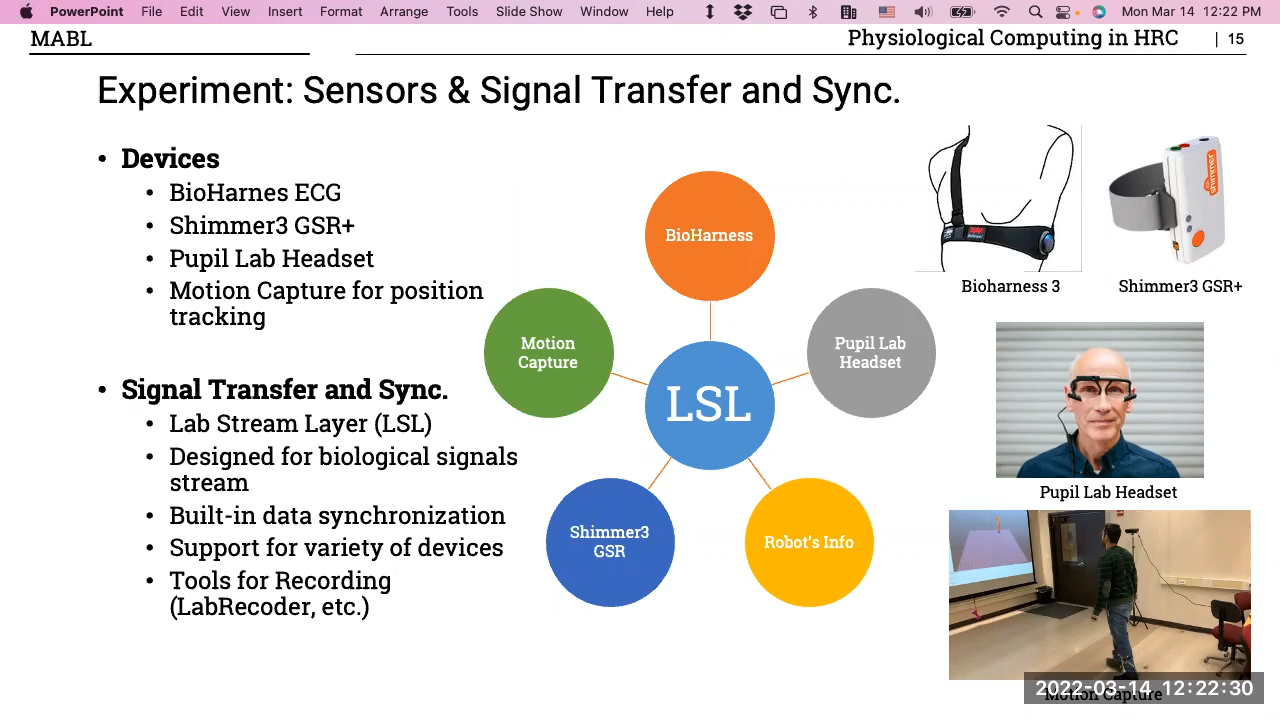 PowerPoint File Edit View Insert Format Arrange Tools Slide Show Window Help Mon Mar 14 12:22 PM
MABL
Physiological Computing in HRC | 15
Experiment: Sensors & Signal Transfer and Sync.
• Devices
• BioHarnes ECG
• Shimmer3 GSR+
• Pupil Lab Headset
• Motion Capture for position
tracking
• Signal Transfer and Sync.
• Lab Stream Layer (LSL)
• Designed for biological signals
stream
• Built-in data synchronization
• Support for variety of devices
• Tools for Recording
(LabRecoder, etc.)
BioHarness
Motion
Capture
Pupil Lab
Headset
LSL
Shimmer3
GSR
Robot's Info
shimmer
Bioharness 3
Shimmer3 GSR+
Pupil Lab Headset
Motion Capture
2022-03-14 12:22:30